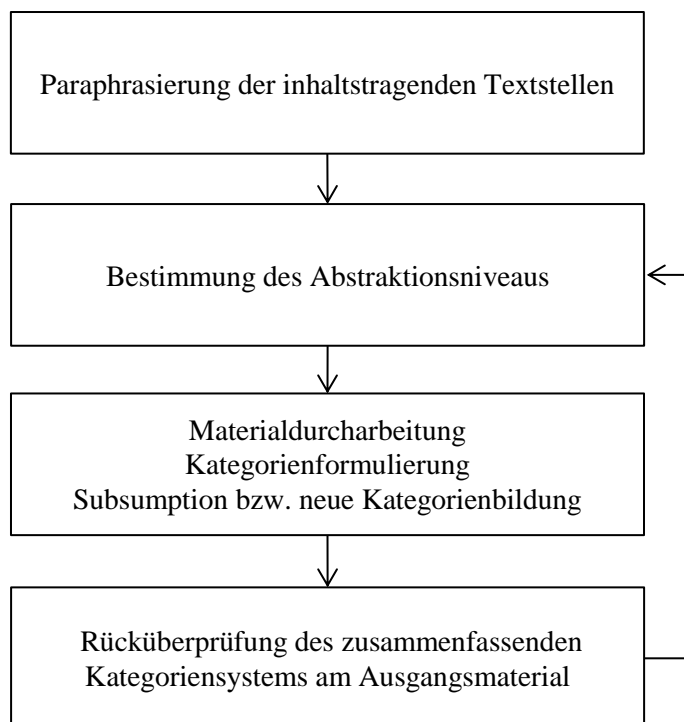 Paraphrasierung der inhaltstragenden Textstellen
Bestimmung des Abstraktionsniveaus
Materialdurcharbeitung
Kategorienformulierung
Subsumption bzw. neue Kategorienbildung
Rücküberprüfung des zusammenfassenden
Kategoriensystems am Ausgangsmaterial